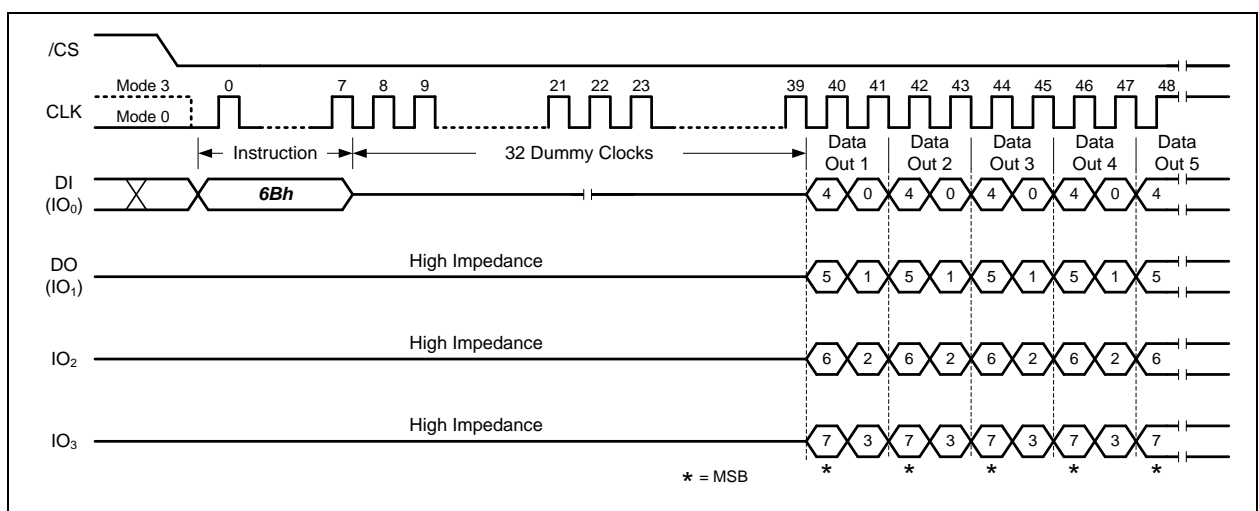 /CS
Mode 3 0 7 8 9 21 22 23 39 40 41 42 43 44 45 46 47 48
CLK
Mode 0
Instruction 32 Dummy Clocks Data Out 1 Data Out 2 Data Out 3 Data Out 4 Data Out 5
DI
(IO₀)
6Bh 4 0 4 0 4 0 4 0 4
DO
(IO₁)
High Impedance 5 1 5 1 5 1 5 1 5
IO₂ High Impedance 6 2 6 2 6 2 6 2 6
IO₃ High Impedance 7 3 7 3 7 3 7 3 7
* = MSB * * * * *